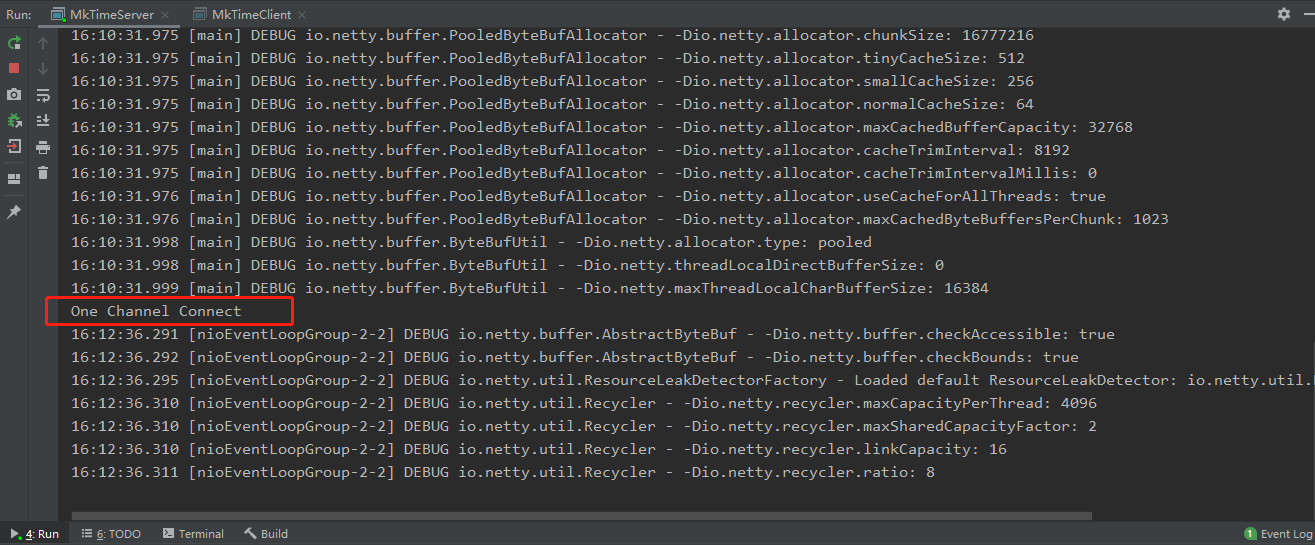 Run: MkTimeServer MkTimeClient
16:10:31.975 [main] DEBUG io.netty.buffer.PooledByteBufAllocator - -Dio.netty.allocator.chunkSize: 16777216
16:10:31.975 [main] DEBUG io.netty.buffer.PooledByteBufAllocator - -Dio.netty.allocator.tinyCacheSize: 512
16:10:31.975 [main] DEBUG io.netty.buffer.PooledByteBufAllocator - -Dio.netty.allocator.smallCacheSize: 256
16:10:31.975 [main] DEBUG io.netty.buffer.PooledByteBufAllocator - -Dio.netty.allocator.normalCacheSize: 64
16:10:31.975 [main] DEBUG io.netty.buffer.PooledByteBufAllocator - -Dio.netty.allocator.maxCachedBufferCapacity: 32768
16:10:31.975 [main] DEBUG io.netty.buffer.PooledByteBufAllocator - -Dio.netty.allocator.cacheTrimInterval: 8192
16:10:31.975 [main] DEBUG io.netty.buffer.PooledByteBufAllocator - -Dio.netty.allocator.cacheTrimIntervalMillis: 0
16:10:31.976 [main] DEBUG io.netty.buffer.PooledByteBufAllocator - -Dio.netty.allocator.useCacheForAllThreads: true
16:10:31.976 [main] DEBUG io.netty.buffer.PooledByteBufAllocator - -Dio.netty.allocator.maxCachedByteBuffersPerChunk: 1023
16:10:31.998 [main] DEBUG io.netty.buffer.ByteBufUtil - -Dio.netty.allocator.type: pooled
16:10:31.998 [main] DEBUG io.netty.buffer.ByteBufUtil - -Dio.netty.threadLocalDirectBufferSize: 0
16:10:31.999 [main] DEBUG io.netty.buffer.ByteBufUtil - -Dio.netty.maxThreadLocalCharBufferSize: 16384
One Channel Connect
16:12:36.291 [nioEventLoopGroup-2-2] DEBUG io.netty.buffer.AbstractByteBuf - -Dio.netty.buffer.checkAccessible: true
16:12:36.292 [nioEventLoopGroup-2-2] DEBUG io.netty.buffer.AbstractByteBuf - -Dio.netty.buffer.checkBounds: true
16:12:36.295 [nioEventLoopGroup-2-2] DEBUG io.netty.util.ResourceLeakDetectorFactory - Loaded default ResourceLeakDetector: io.netty.util.
16:12:36.310 [nioEventLoopGroup-2-2] DEBUG io.netty.util.Recycler - -Dio.netty.recycler.maxCapacityPerThread: 4096
16:12:36.310 [nioEventLoopGroup-2-2] DEBUG io.netty.util.Recycler - -Dio.netty.recycler.maxSharedCapacityFactor: 2
16:12:36.310 [nioEventLoopGroup-2-2] DEBUG io.netty.util.Recycler - -Dio.netty.recycler.linkCapacity: 16
16:12:36.311 [nioEventLoopGroup-2-2] DEBUG io.netty.util.Recycler - -Dio.netty.recycler.ratio: 8
4: Run 6: TODO Terminal Build 1 Event Log